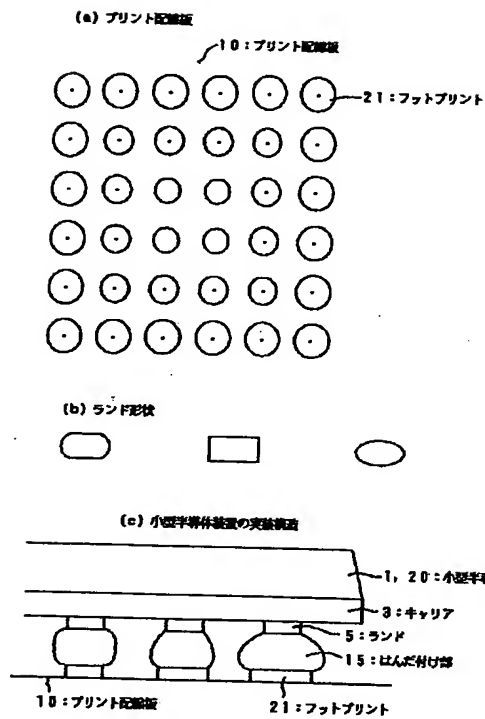 (a) プリント配線板
10:プリント配線板
21:フットプリント
(b) ランド形状
(c) 小型半導体装置の実装構造
1, 20:小型半
3:キャリア
5:ランド
15:はんだ付け部
10:プリント配線板
21:フットプリント